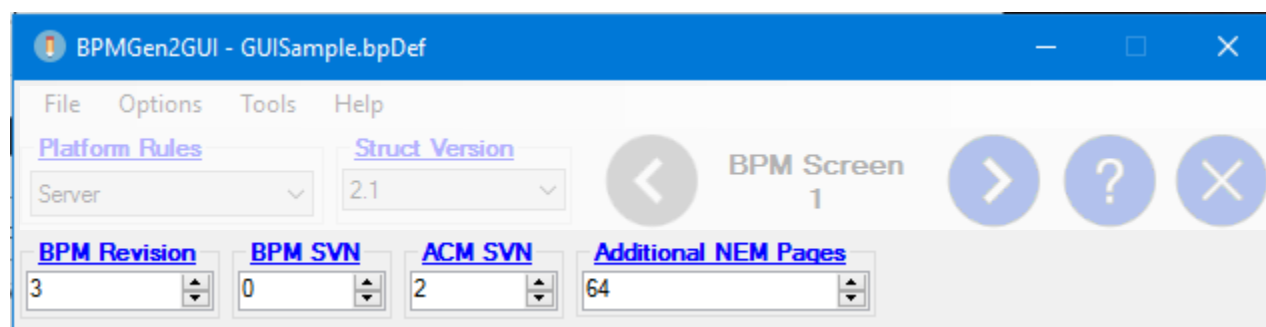 BPMGen2GUI - GUISample.bpDef
File Options Tools Help
Platform Rules Struct Version
Server 2.1
BPM Screen
1
?
BPM Revision BPM SVN ACM SVN Additional NEM Pages
3 0 2 64